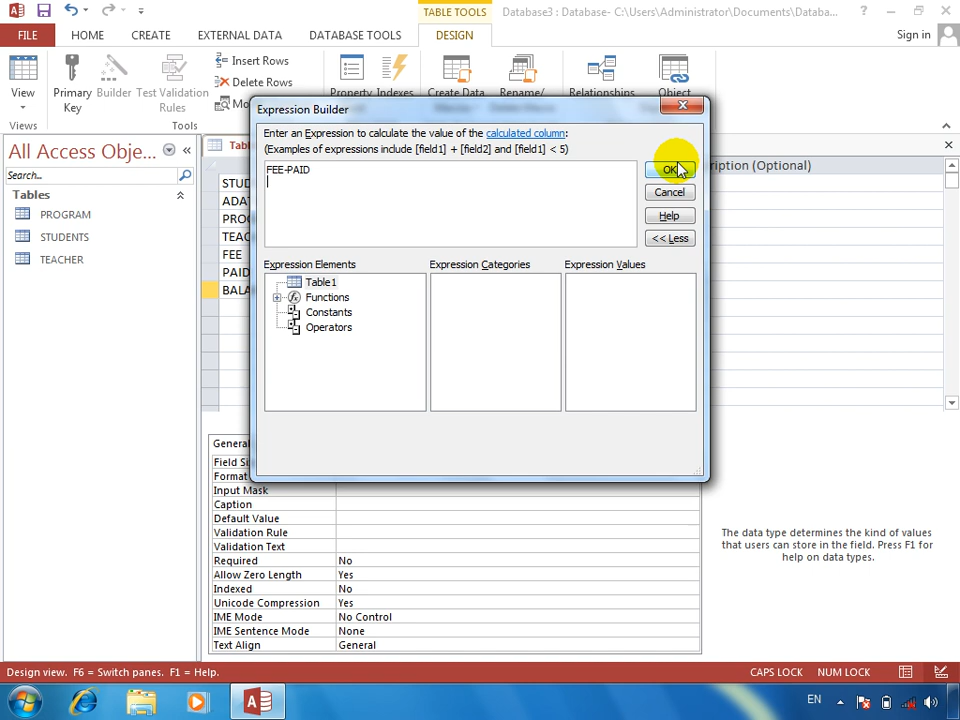 TABLE TOOLS
Database3 : Database- C:\Users\Administrator\Documents\Databa...
FILE
HOME
CREATE
EXTERNAL DATA
DATABASE TOOLS
DESIGN
Sign in
View
Primary Key
Builder
Test Validation Rules
Insert Rows
Delete Rows
Property
Indexes
Create Data
Rename/
Relationships
Object
Views
Tools
All Access Obje...
Search...
Tables
PROGRAM
STUDENTS
TEACHER
Tabl
ription (Optional)
STUD
ADAT
PROG
TEAC
FEE
PAID
BALA
Expression Builder
Enter an Expression to calculate the value of the calculated column:
(Examples of expressions include [field1] + [field2] and [field1] < 5)
FEE-PAID
OK
Cancel
Help
<< Less
Expression Elements
Expression Categories
Expression Values
Table1
Functions
Constants
Operators
General
Field Si
Format
Input Mask
Caption
Default Value
Validation Rule
Validation Text
Required No
Allow Zero Length Yes
Indexed No
Unicode Compression Yes
IME Mode No Control
IME Sentence Mode None
Text Align General
The data type determines the kind of values
that users can store in the field. Press F1 for
help on data types.
Design view. F6 = Switch panes. F1 = Help.
CAPS LOCK
NUM LOCK
EN